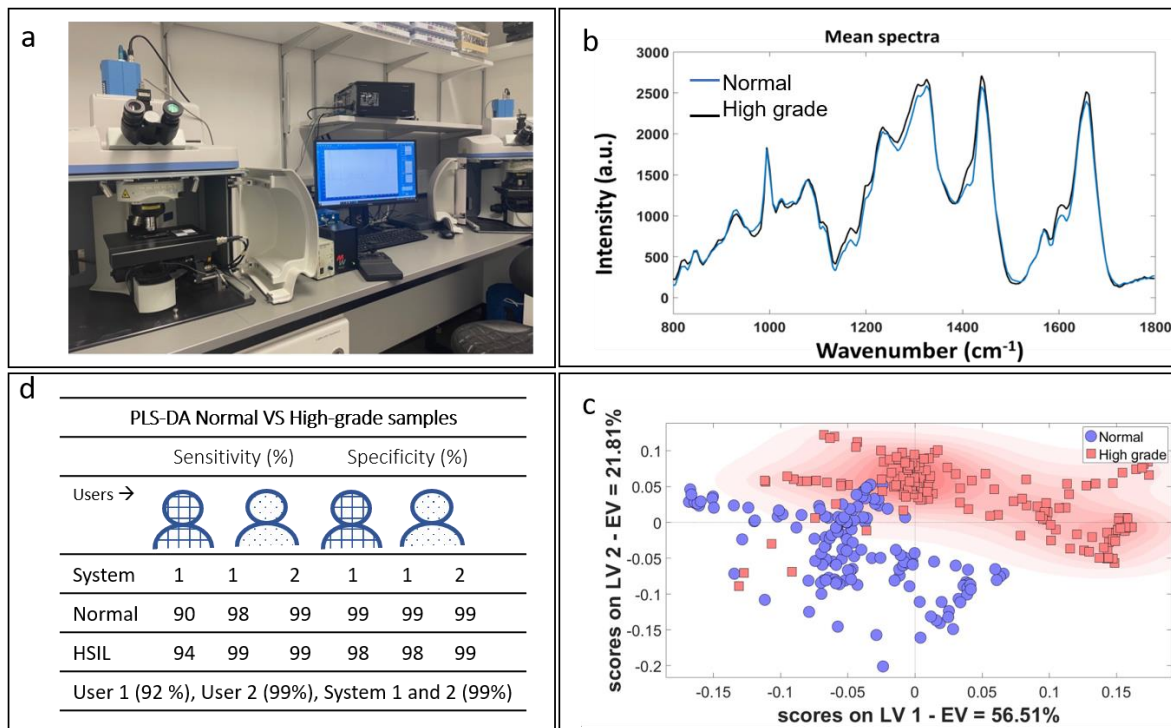 a
b
Mean spectra
Normal
High grade
Intensity (a.u.)
3000
2500
2000
1500
1000
500
0
800 1000 1200 1400 1600 1800
Wavenumber (cm⁻¹)
d
PLS-DA Normal VS High-grade samples
Sensitivity (%) Specificity (%)
Users →
System 1 1 2 1 1 2
Normal 90 98 99 99 99 99
HSIL 94 99 99 98 98 99
User 1 (92 %), User 2 (99%), System 1 and 2 (99%)
c
Normal
High grade
scores on LV 2 - EV = 21.81%
0.1
0.05
0
-0.05
-0.1
-0.15
-0.2
-0.15 -0.1 -0.05 0 0.05 0.1 0.15
scores on LV 1 - EV = 56.51%